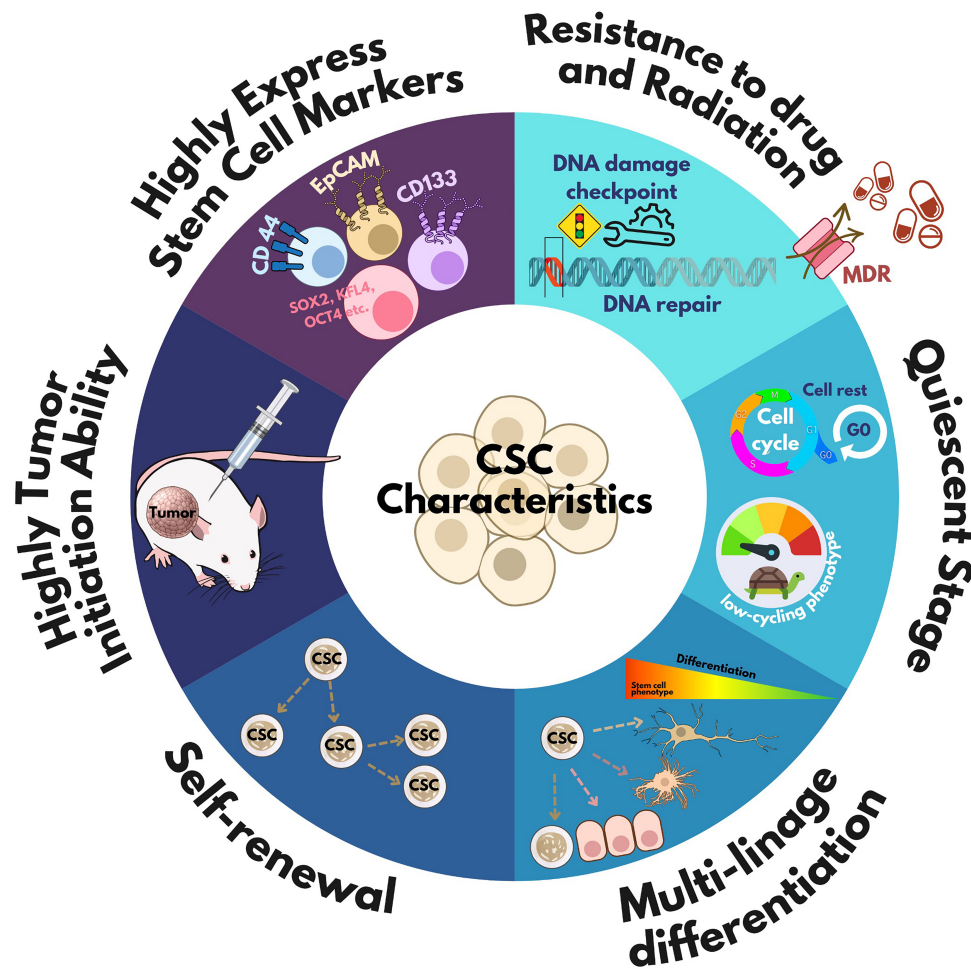 Highly Express
Stem Cell Markers
Resistance to drug
and Radiation
EpCAM
CD133
CD 44
SOX2, KFL4,
OCT4 etc.
DNA damage
checkpoint
DNA repair
MDR
Quiescent Stage
Cell rest
M
G2
G1
S
G0
Cell
cycle
G0
low-cycling phenotype
Highly Tumor
Initiation Ability
Tumor
CSC
Characteristics
Self-renewal
CSC
CSC
CSC
CSC
CSC
Multi-linage
differentiation
Differentiation
Stem cell
phenotype
CSC